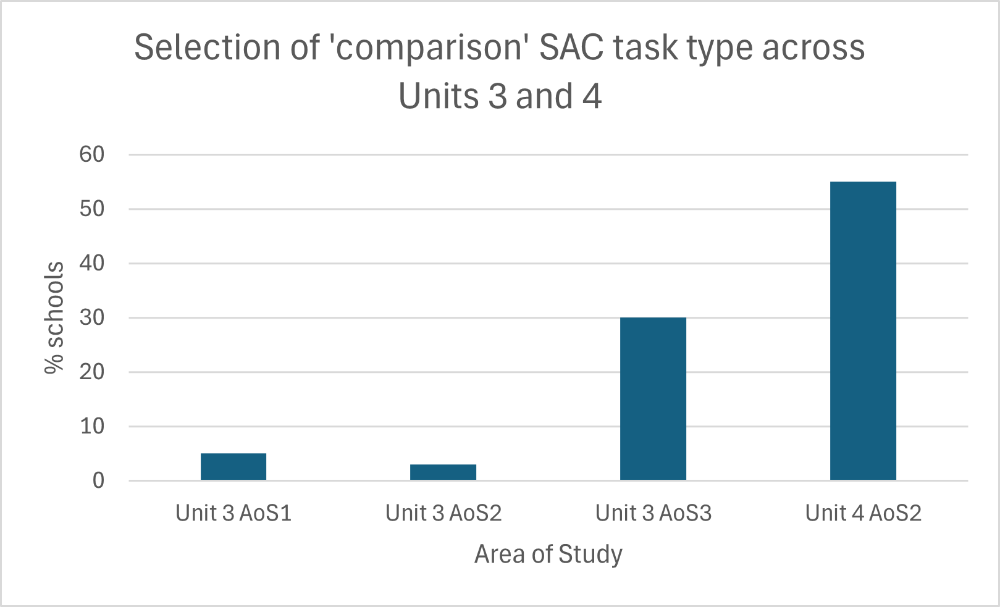 Selection of 'comparison' SAC task type across
Units 3 and 4
60
50
40
30
20
10
0
% schools
Unit 3 AoS1
Unit 3 AoS2
Unit 3 AoS3
Unit 4 AoS2
Area of Study